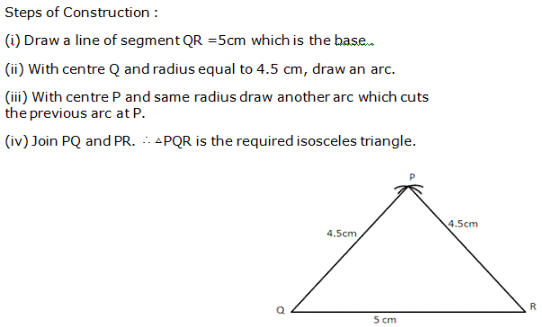 Steps of Construction :
(i) Draw a line of segment QR =5cm which is the base..
(ii) With centre Q and radius equal to 4.5 cm, draw an arc.
(iii) With centre P and same radius draw another arc which cuts
the previous arc at P.
(iv) Join PQ and PR. ∴ △PQR is the required isosceles triangle.
P
4.5cm
4.5cm
Q
R
5 cm